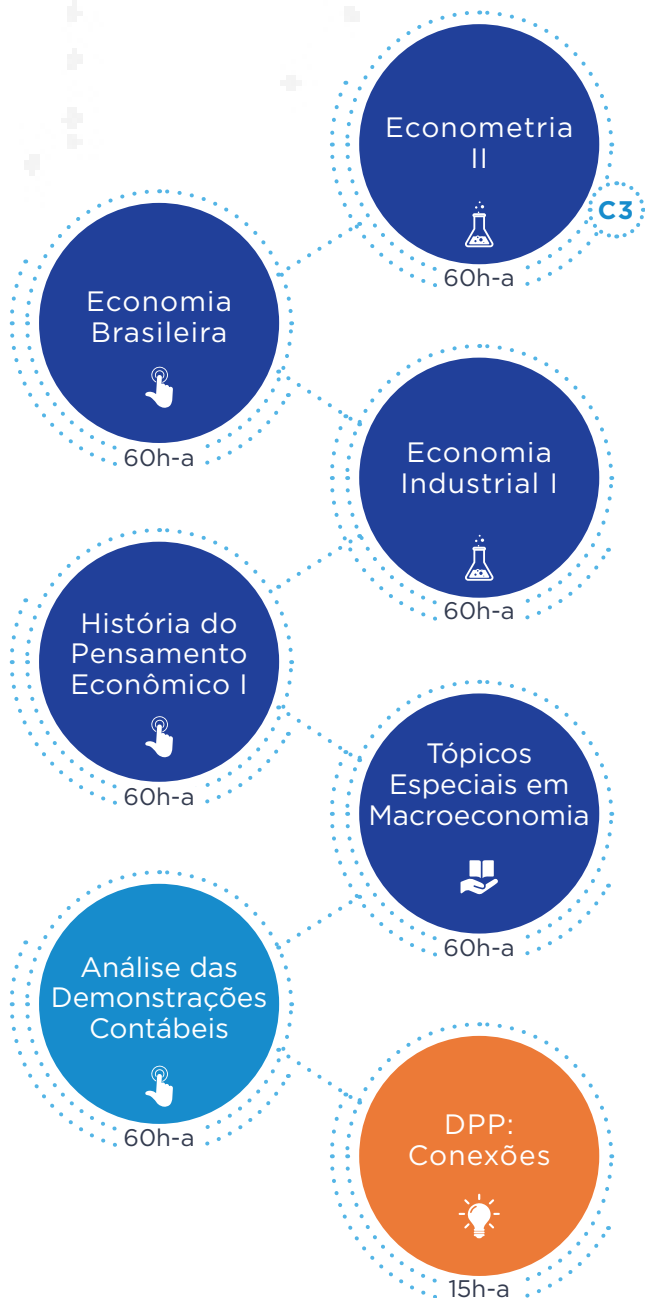 Econometria
II
C3
60h-a
Economia
Brasileira
60h-a
Economia
Industrial I
60h-a
História do
Pensamento
Econômico I
60h-a
Tópicos
Especiais em
Macroeconomia
60h-a
Análise das
Demonstrações
Contábeis
60h-a
DPP:
Conexões
15h-a